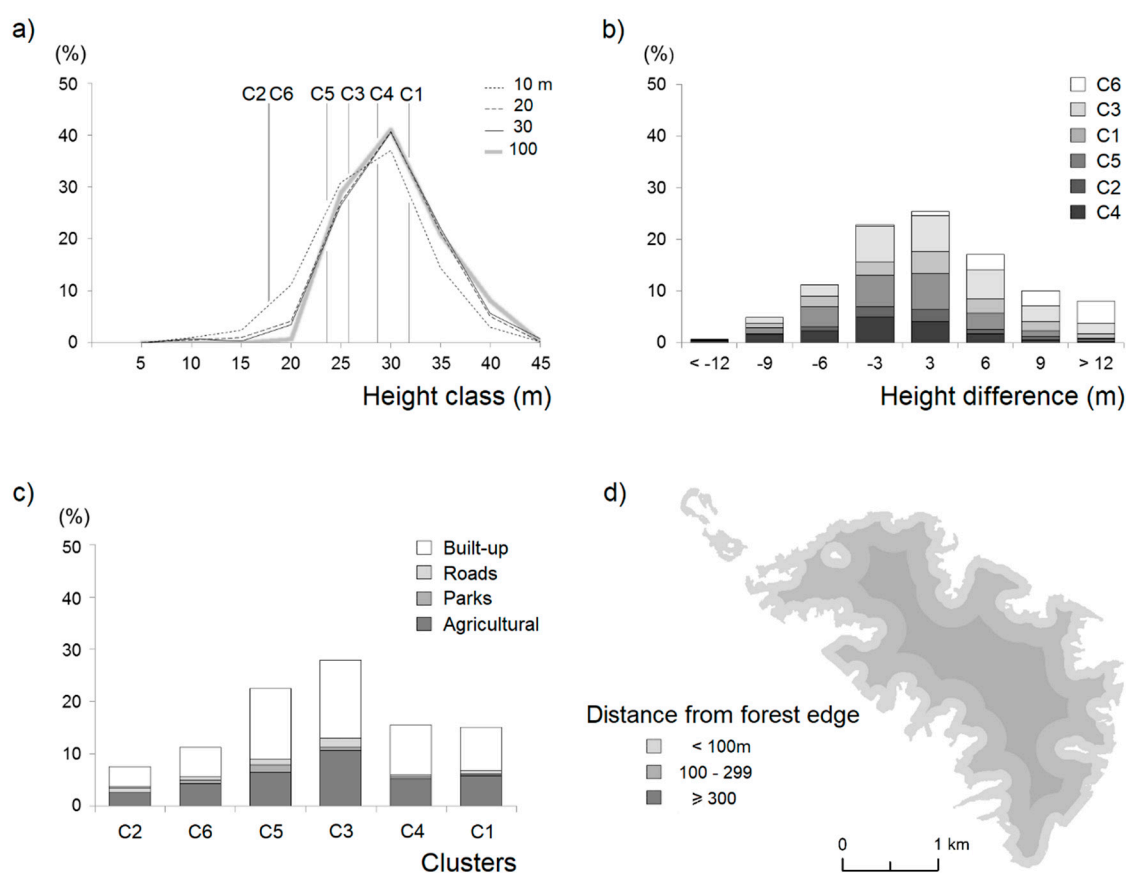 a)
(%)
50
40
30
20
10
0
C2 C6 C5 C3 C4 C1
10 m
20
30
100
5 10 15 20 25 30 35 40 45
Height class (m)
b)
(%)
50
40
30
20
10
0
C6
C3
C1
C5
C2
C4
< -12 -9 -6 -3 3 6 9 > 12
Height difference (m)
c)
(%)
50
40
30
20
10
0
Built-up
Roads
Parks
Agricultural
C2 C6 C5 C3 C4 C1
Clusters
d)
Distance from forest edge
< 100m
100 - 299
⩾ 300
0 1 km